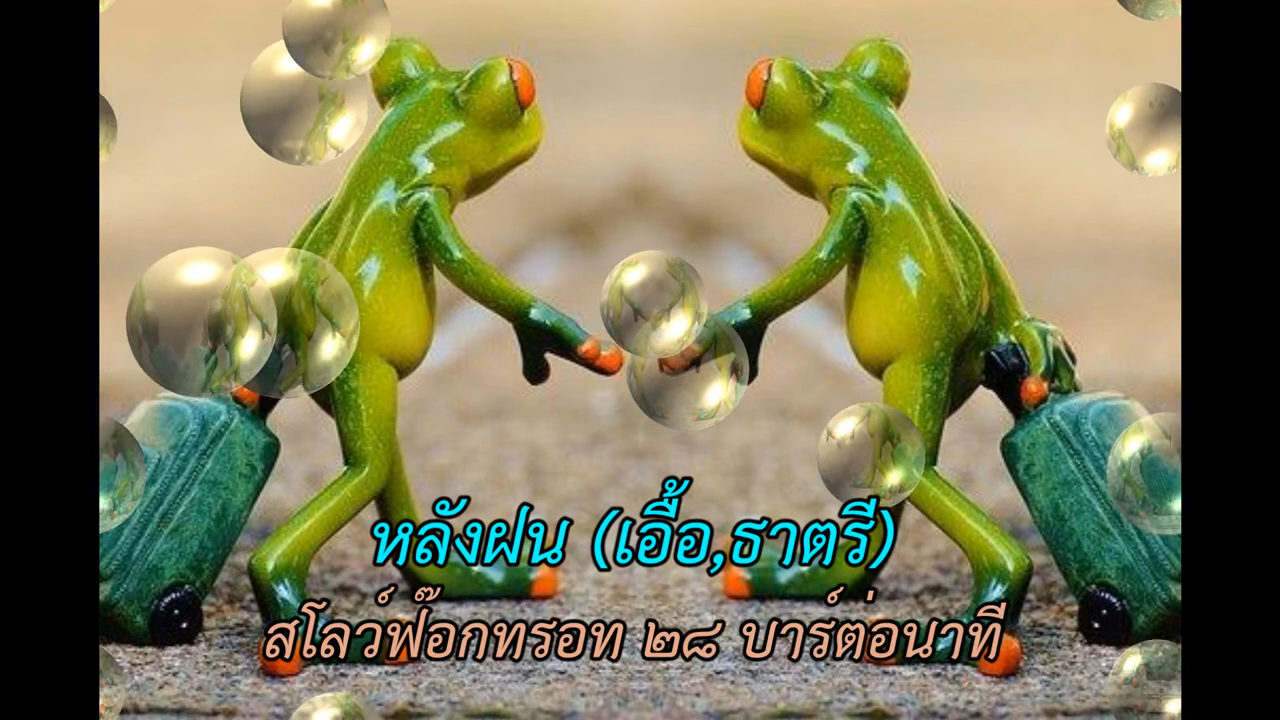 หลังฝน (เอื้อ,ธาตรี)
สโลว์ฟ๊อกทรอท ๒๘ บาร์ต่อนาที